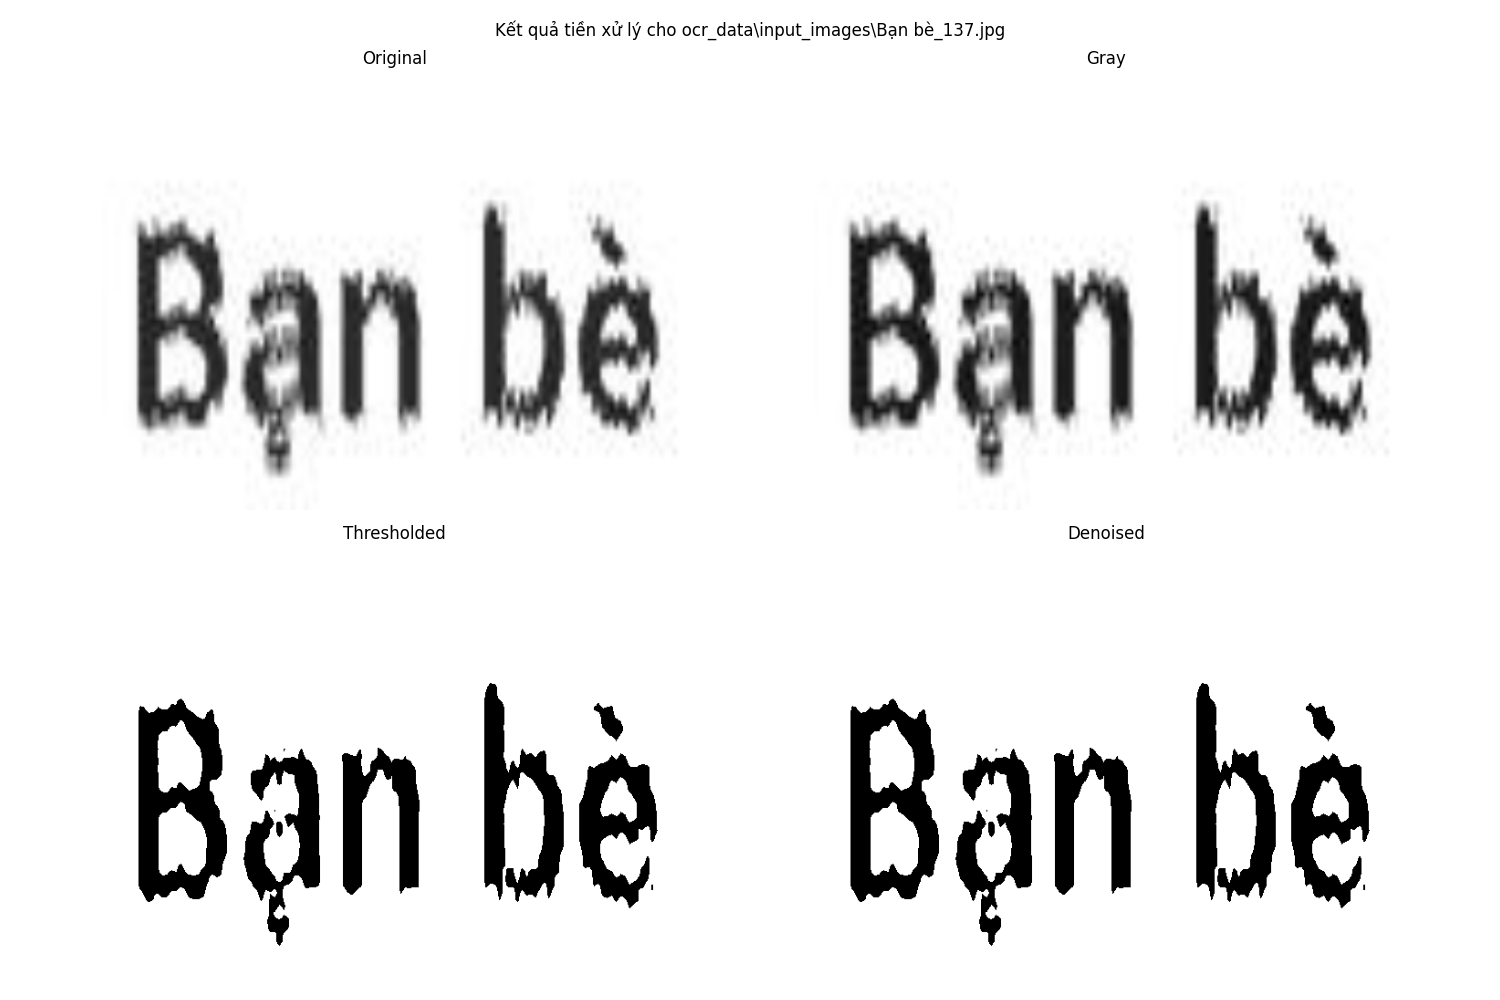 Kết quả tiền xử lý cho ocr_data\input_images\Bạn bè_137.jpg
Original
Gray
Bạn bè
Bạn bè
Thresholded
Denoised
Bạn bè
Bạn bè